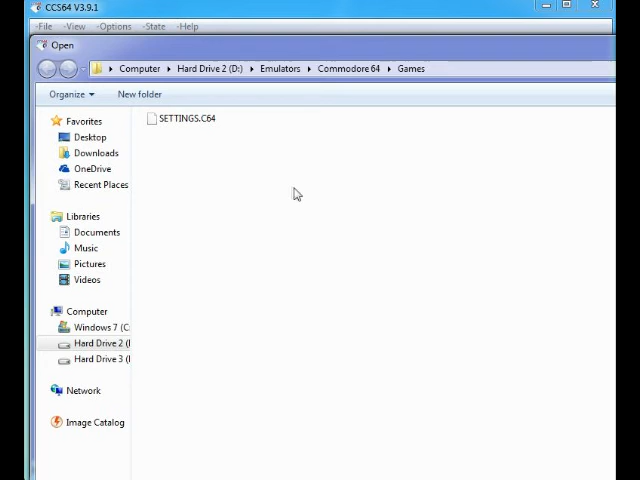 CCS64 V3.9.1
-File -View -Options -State -Help
Open
Computer Hard Drive 2 (D:) Emulators Commodore 64 Games
Organize New folder
SETTINGS.C64
Favorites
Desktop
Downloads
OneDrive
Recent Places
Libraries
Documents
Music
Pictures
Videos
Computer
Windows 7 (C:
Hard Drive 2 (
Hard Drive 3 (
Network
Image Catalog